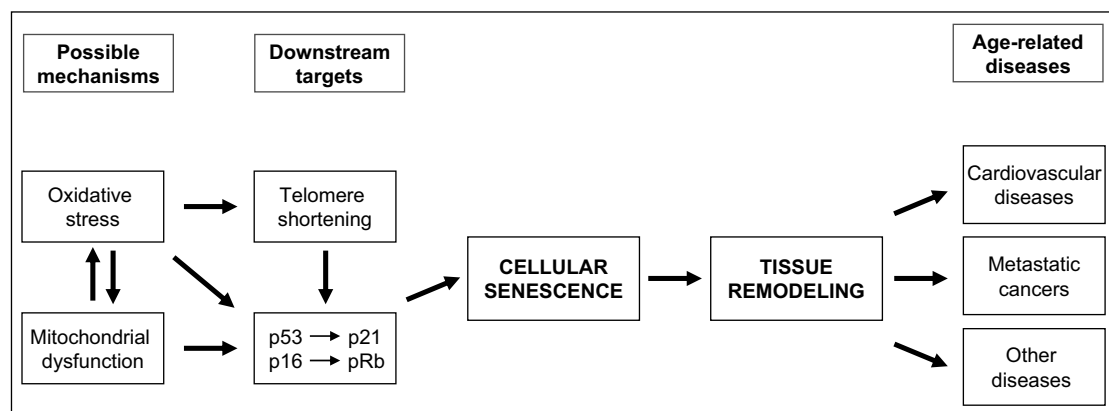 Possible
mechanisms
Downstream
targets
Age-related
diseases
Oxidative
stress
Telomere
shortening
Mitochondrial
dysfunction
p53 → p21
p16 → pRb
CELLULAR
SENESCENCE
TISSUE
REMODELING
Cardiovascular
diseases
Metastatic
cancers
Other
diseases